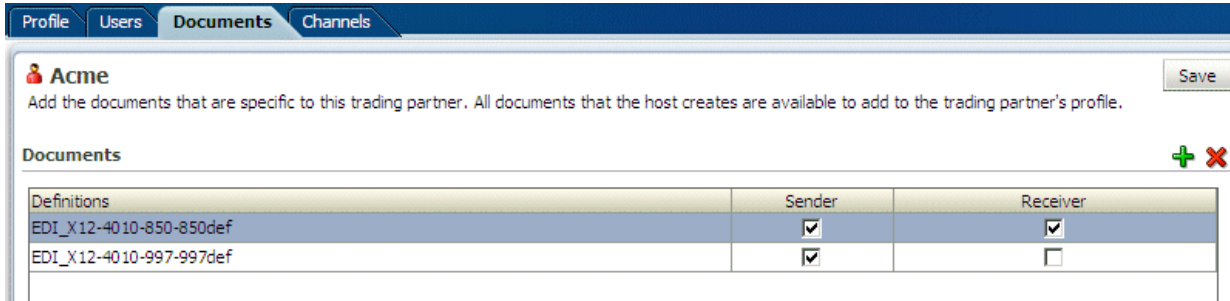 Profile Users Documents Channels
Acme
Save
Add the documents that are specific to this trading partner. All documents that the host creates are available to add to the trading partner's profile.
Documents
Definitions Sender Receiver
EDI_X12-4010-850-850def
EDI_X12-4010-997-997def